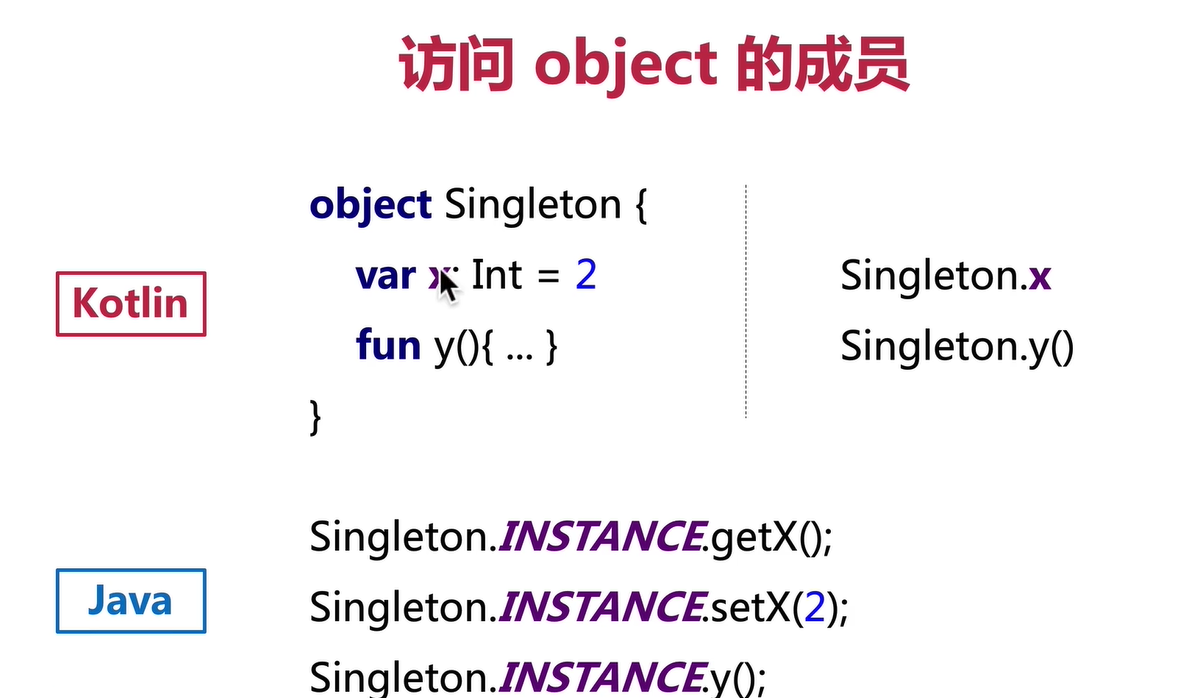 访问 object 的成员
Kotlin
object Singleton {
var x: Int = 2
fun y(){ ... }
}
Singleton.x
Singleton.y()
Java
Singleton.INSTANCE.getX();
Singleton.INSTANCE.setX(2);
Singleton.INSTANCE.y();